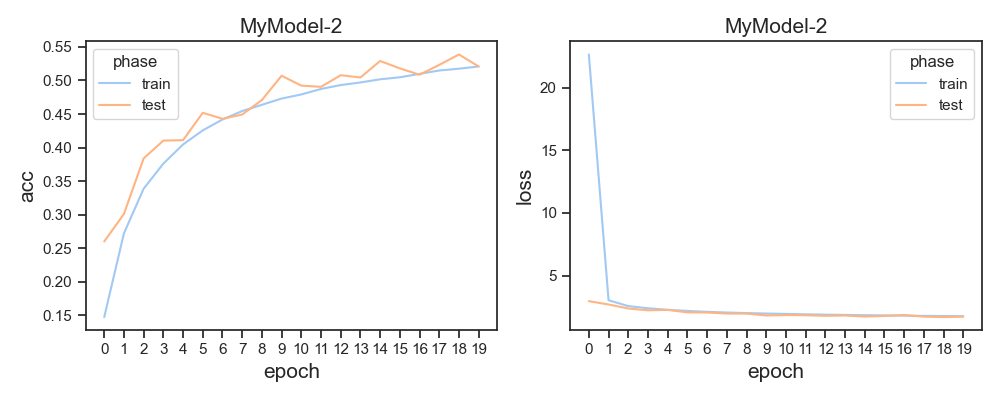 MyModel-2
0.55
0.50
0.45
0.40
0.35
0.30
0.25
0.20
0.15
acc
phase
train
test
0 1 2 3 4 5 6 7 8 9 10 11 12 13 14 15 16 17 18 19
epoch
MyModel-2
20
15
10
5
loss
phase
train
test
0 1 2 3 4 5 6 7 8 9 10 11 12 13 14 15 16 17 18 19
epoch